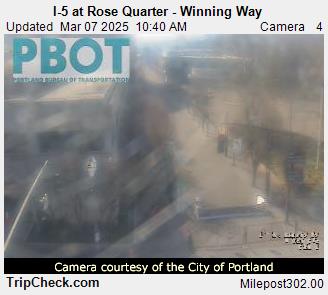 I-5 at Rose Quarter - Winning Way
Updated Mar 07 2025 10:40 AM Camera 4
PBOT
PORTLAND BUREAU OF TRANSPORTATION
Camera courtesy of the City of Portland
TripCheck.com Milepost302.00